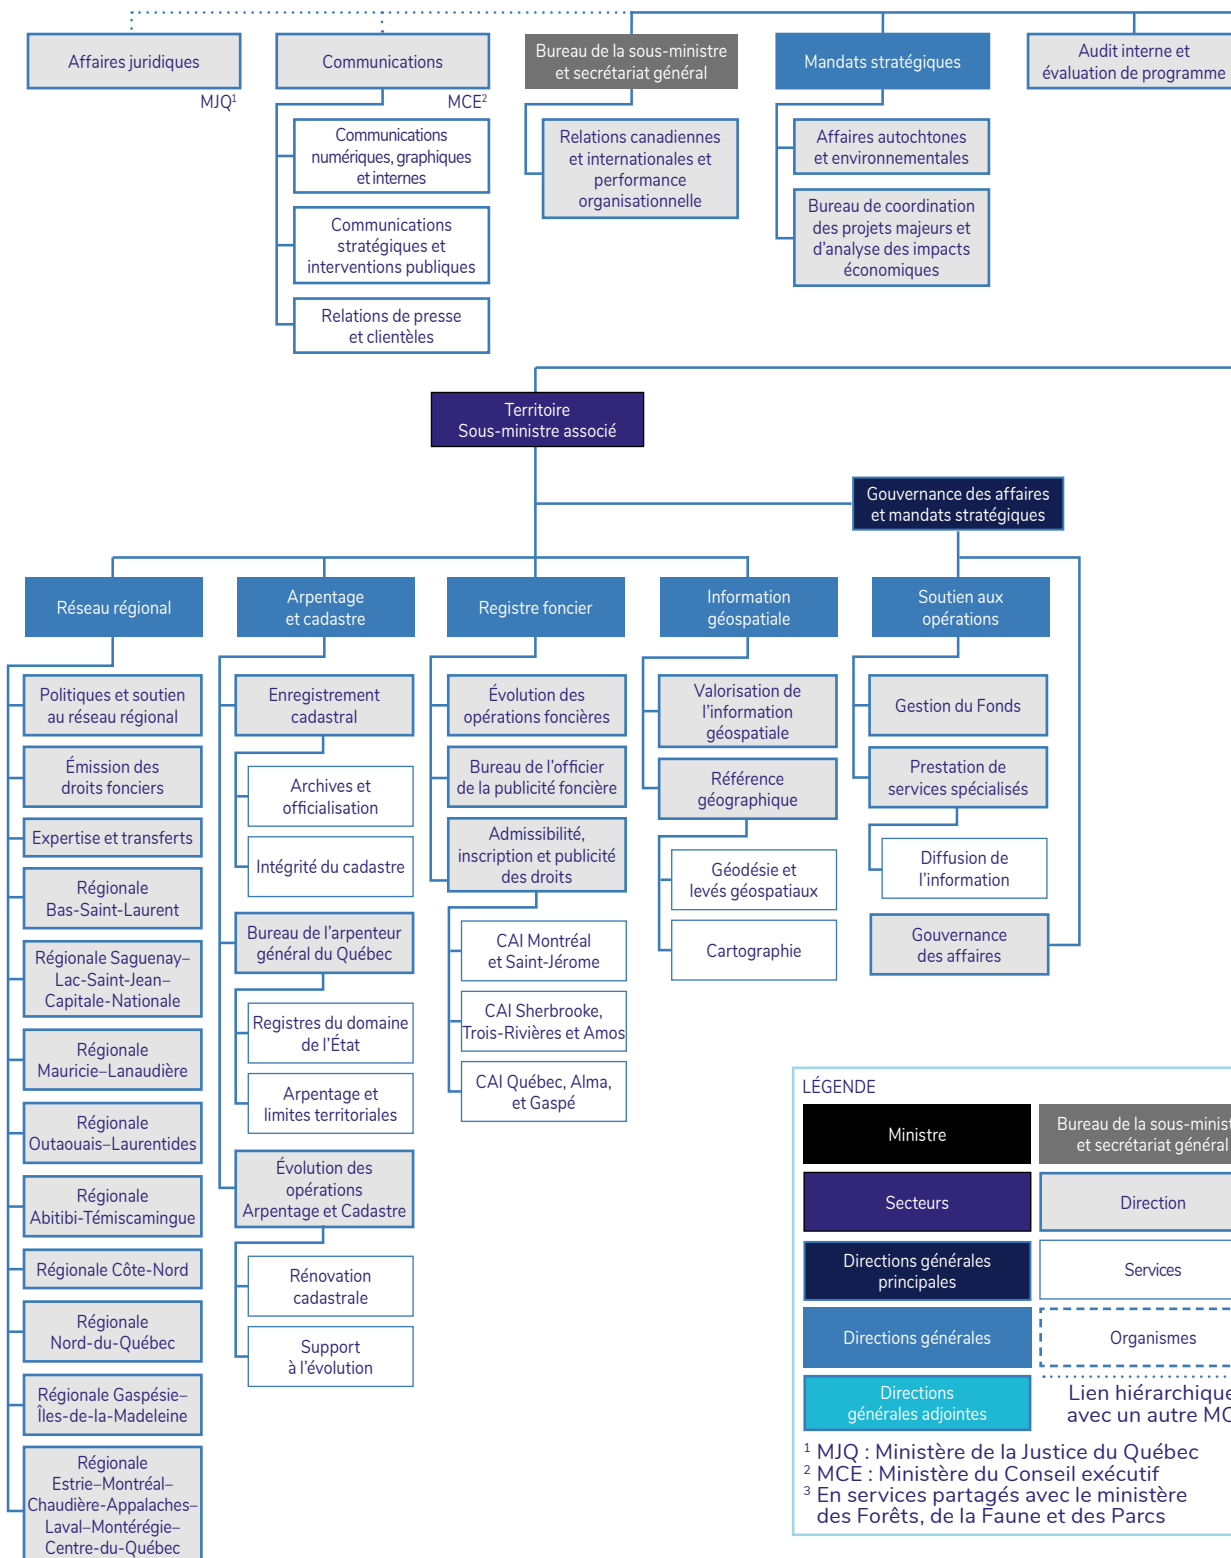 Affaires juridiques
MJQ¹
Communications
MCE²
Communications
numériques, graphiques
et internes
Communications
stratégiques et
interventions publiques
Relations de presse
et clientèles
Bureau de la sous-ministre
et secrétariat général
Relations canadiennes
et internationales et
performance
organisationnelle
Mandats stratégiques
Affaires autochtones
et environnementales
Bureau de coordination
des projets majeurs et
d'analyse des impacts
économiques
Audit interne et
évaluation de programme
Territoire
Sous-ministre associé
Gouvernance des affaires
et mandats stratégiques
Réseau régional
Politiques et soutien
au réseau régional
Émission des
droits fonciers
Expertise et transferts
Régionale
Bas-Saint-Laurent
Régionale Saguenay–
Lac-Saint-Jean–
Capitale-Nationale
Régionale
Mauricie–Lanaudière
Régionale
Outaouais–Laurentides
Régionale
Abitibi-Témiscamingue
Régionale Côte-Nord
Régionale
Nord-du-Québec
Régionale Gaspésie–
Îles-de-la-Madeleine
Régionale
Estrie–Montréal–
Chaudière-Appalaches–
Laval–Montérégie–
Centre-du-Québec
Arpentage
et cadastre
Enregistrement
cadastral
Archives et
officialisation
Intégrité du cadastre
Bureau de l'arpenteur
général du Québec
Registres du domaine
de l'État
Arpentage et
limites territoriales
Évolution des
opérations
Arpentage et Cadastre
Rénovation
cadastrale
Support
à l'évolution
Registre foncier
Évolution des
opérations foncières
Bureau de l'officier
de la publicité foncière
Admissibilité,
inscription et publicité
des droits
CAI Montréal
et Saint-Jérome
CAI Sherbrooke,
Trois-Rivières et Amos
CAI Québec, Alma,
et Gaspé
Information
géospatiale
Valorisation de
l'information
géospatiale
Référence
géographique
Géodésie et
levés géospatiaux
Cartographie
Soutien aux
opérations
Gestion du Fonds
Prestation de
services spécialisés
Diffusion de
l'information
Gouvernance
des affaires
LÉGENDE
Ministre
Bureau de la sous-minist
et secrétariat général
Secteurs
Direction
Directions générales
principales
Services
Directions générales
Organismes
Directions
générales adjointes
Lien hiérarchique
avec un autre MO
¹ MJQ : Ministère de la Justice du Québec
² MCE : Ministère du Conseil exécutif
³ En services partagés avec le ministère
des Forêts, de la Faune et des Parcs